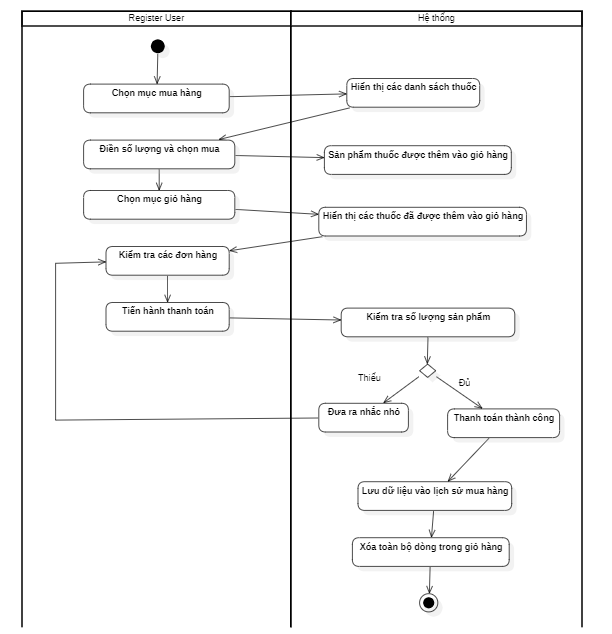 Register User
Hệ thống
Chọn mục mua hàng
Hiển thị các danh sách thuốc
Điền số lượng và chọn mua
Sản phẩm thuốc được thêm vào giỏ hàng
Chọn mục giỏ hàng
Hiển thị các thuốc đã được thêm vào giỏ hàng
Kiểm tra các đơn hàng
Tiến hành thanh toán
Kiểm tra số lượng sản phẩm
Thiếu
Đủ
Đưa ra nhắc nhỏ
Thanh toán thành công
Lưu dữ liệu vào lịch sử mua hàng
Xóa toàn bộ dòng trong giỏ hàng